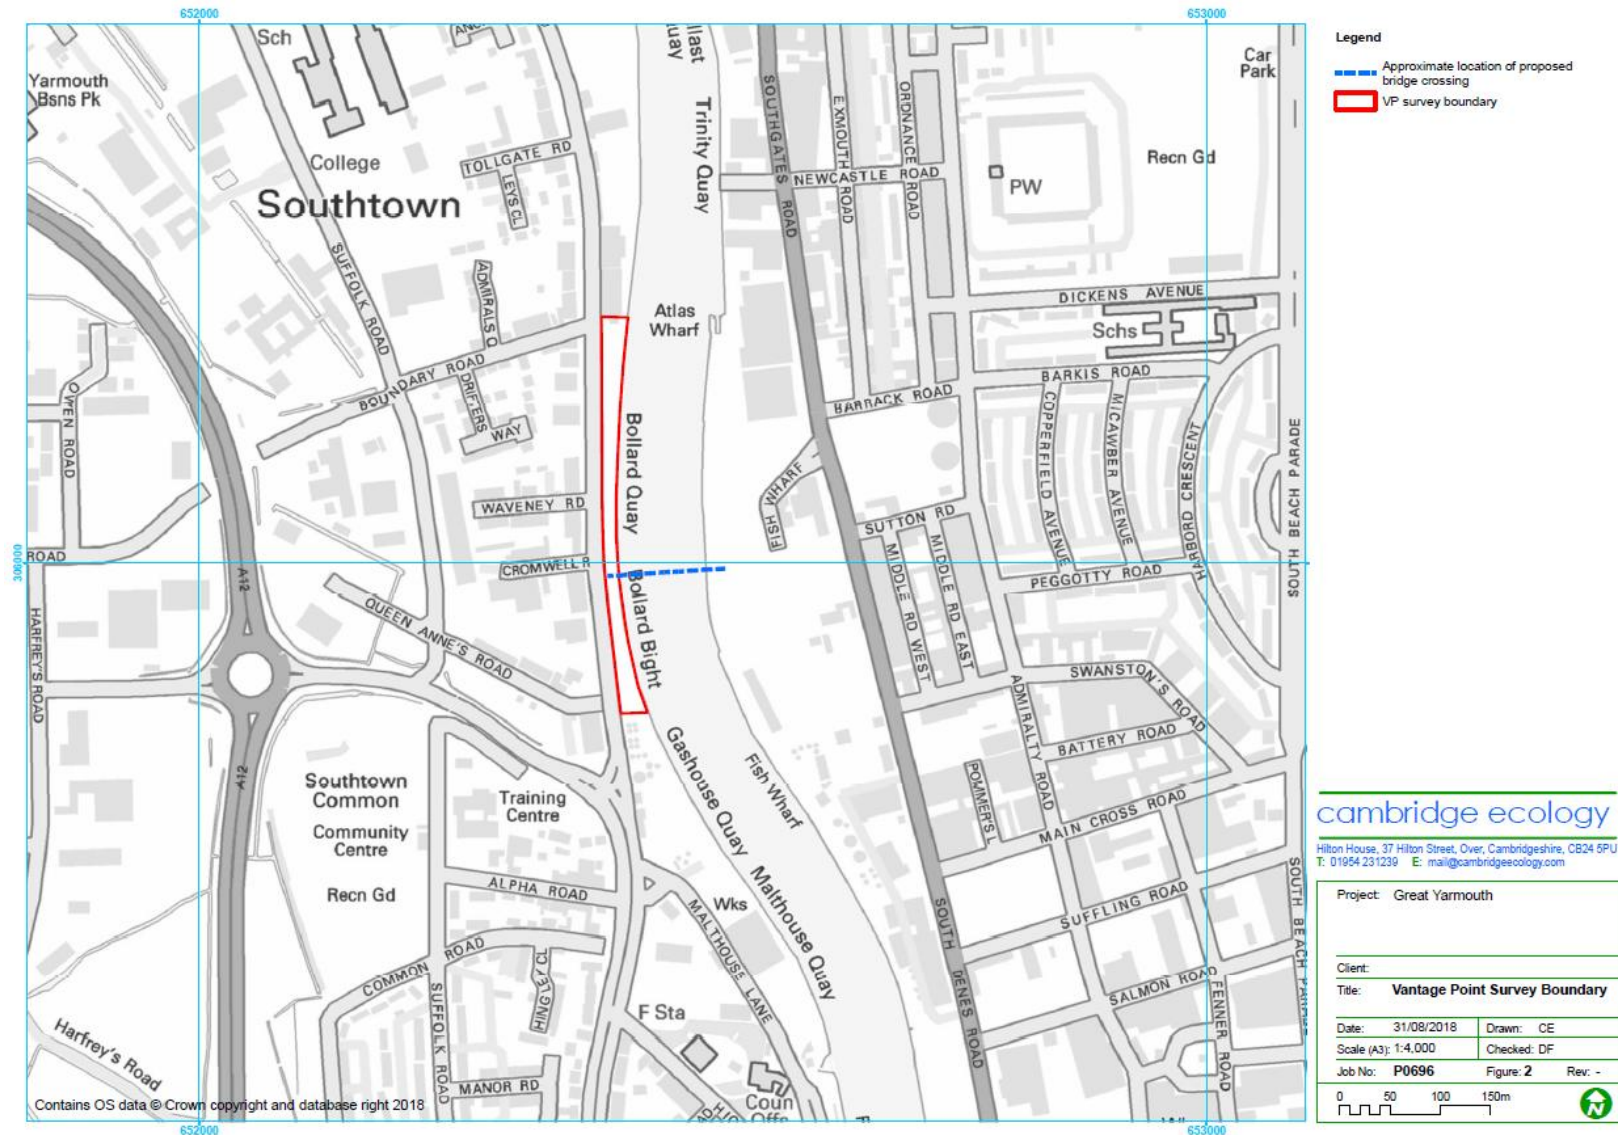 652000
653000
Sch
Yarmouth
Bsns Pk
College
Southtown
TOLLGATE RD
LEYS CL
SUFFOLK ROAD
BOUNDARY ROAD
WAY
OWEN ROAD
ROAD
WAVENEY RD
A12
HARFREY'S ROAD
QUEEN ANNE'S ROAD
A12
Southtown
Common
Community
Centre
Recn Gd
Training
Centre
ALPHA ROAD
COMMON ROAD
SUFFOLK ROAD
MANOR RD
Harfrey's Road
Quay
Trinity Quay
Atlas
Wharf
Bollard Quay
Bollard Bight
Gashouse Quay
Malthouse Quay
Fish Wharf
Wks
MALTHOUSE LANE
F Sta
Coun
Offs
SOUTHGATES ROAD
EXMOUTH ROAD
ORDNANCE ROAD
NEWCASTLE ROAD
PW
Recn Gd
Car
Park
DICKENS AVENUE
Schs
BARKIS ROAD
BARRACK ROAD
COPPERFIELD AVENUE
MICAWBER AVENUE
HARBORD CRESCENT
SOUTH BEACH PARADE
FISH WHARF
SUTTON RD
MIDDLE RD WEST
MIDDLE RD EAST
PEGGOTTY ROAD
SWANSTON'S ROAD
ADMIRALTY ROAD
BATTERY ROAD
POMMER'S L
MAIN CROSS ROAD
SUFFLING ROAD
SALMON ROAD
FENNER ROAD
SOUTH DENES ROAD
SOUTH BEACH
Contains OS data © Crown copyright and database right 2018
652000
653000
Legend
Approximate location of proposed
bridge crossing
VP survey boundary
cambridge ecology
Hilton House, 37 Hilton Street, Over, Cambridgeshire, CB24 5PU
T: 01954 231239 E: mail@cambridgeecology.com
Project: Great Yarmouth
Client:
Title: Vantage Point Survey Boundary
Date: 31/08/2018 Drawn: CE
Scale (A3): 1:4,000 Checked: DF
Job No: P0696 Figure: 2 Rev: -
0 50 100 150m
N